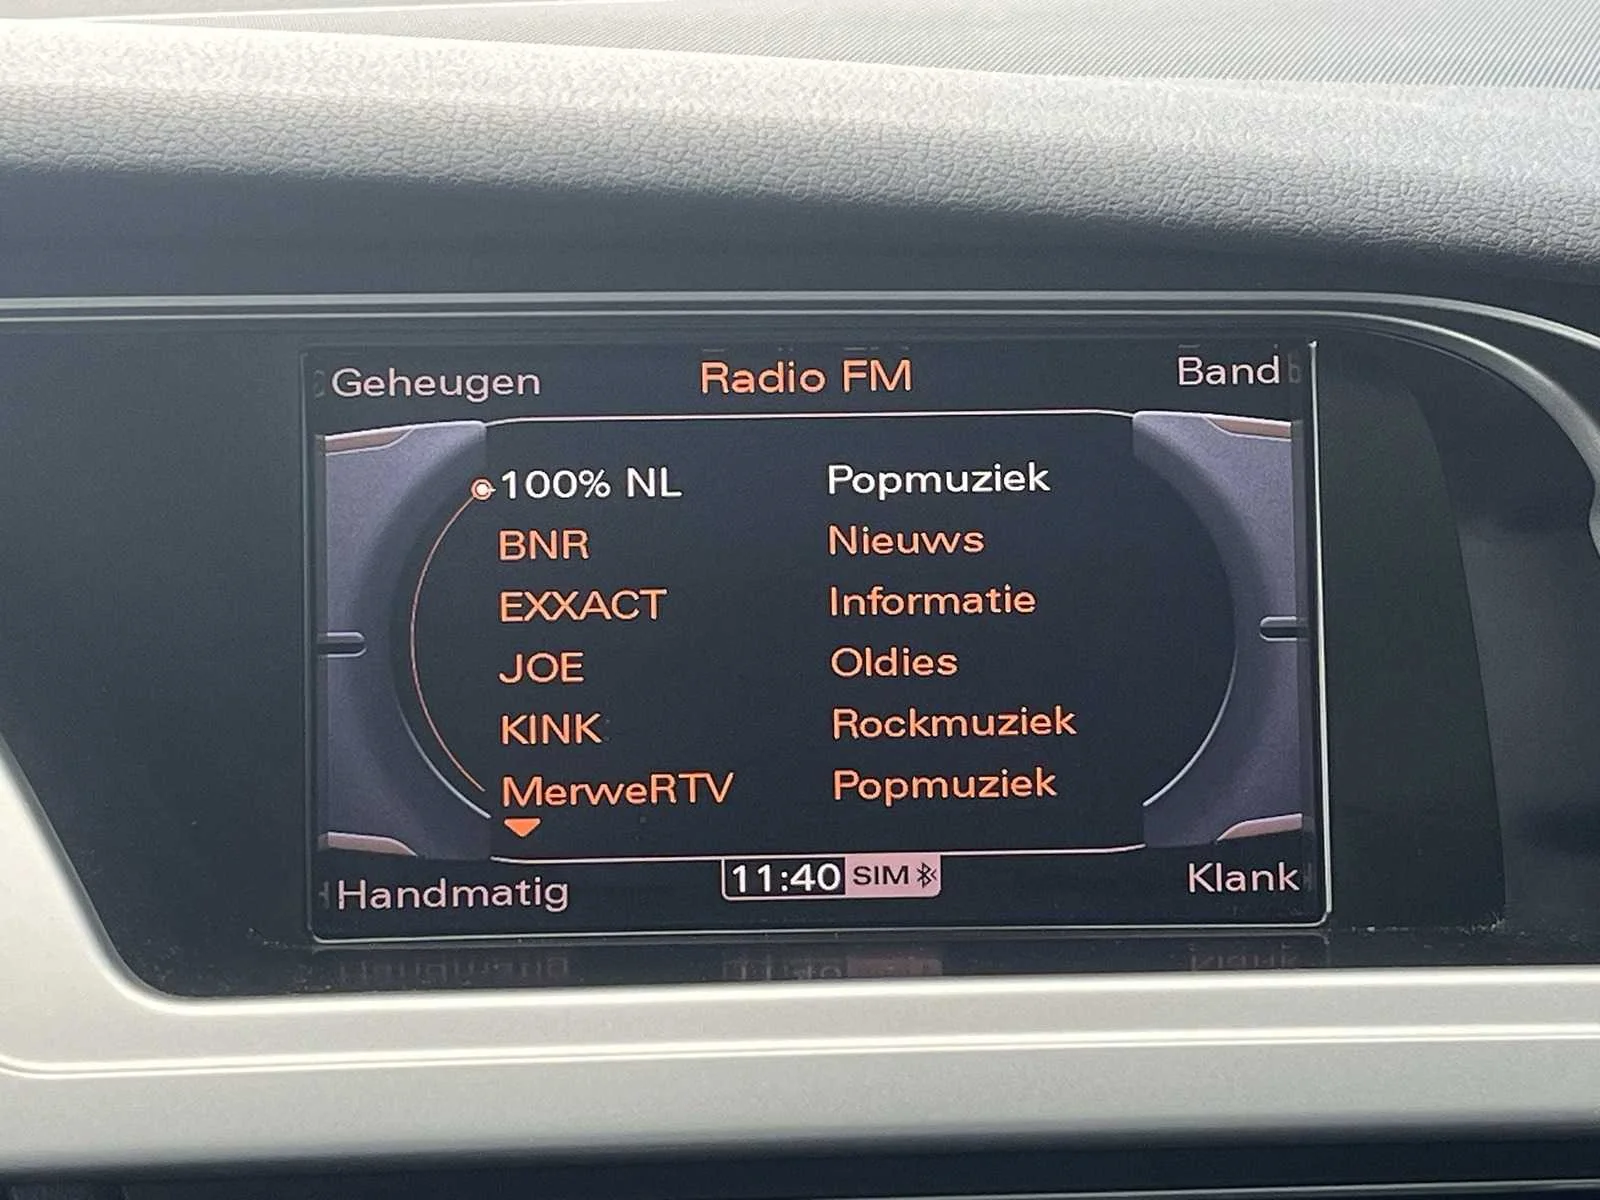 Geheugen Radio FM Band
100% NL Popmuziek
BNR Nieuws
EXXACT Informatie
JOE Oldies
KINK Rockmuziek
MerweRTV Popmuziek
Handmatig 11:40 SIM Klank